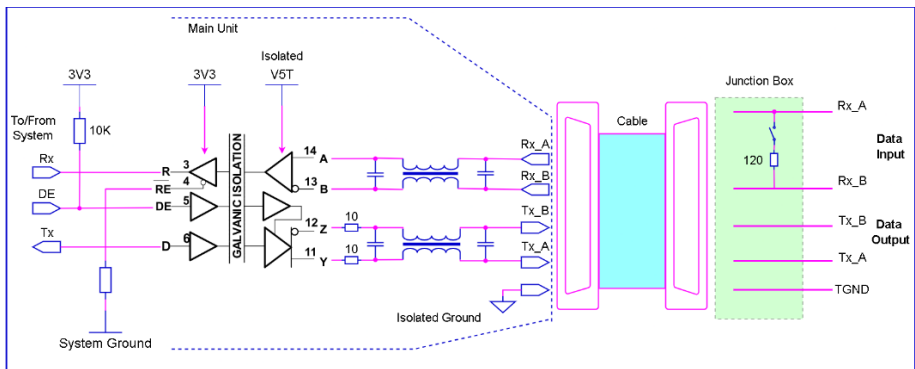 Main Unit
Isolated
3V3
3V3
V5T
Junction Box
To/From
System
10K
Cable
Rx_A
Data
Input
Rx
R
3
14
A
Rx_A
120
4
RE
13
B
Rx_B
Rx_B
GALVANIC ISOLATION
DE
DE
5
12
Z
10
Tx_B
Tx_B
Data
Output
Tx
D
6
11
Y
10
Tx_A
Tx_A
TGND
Isolated Ground
System Ground